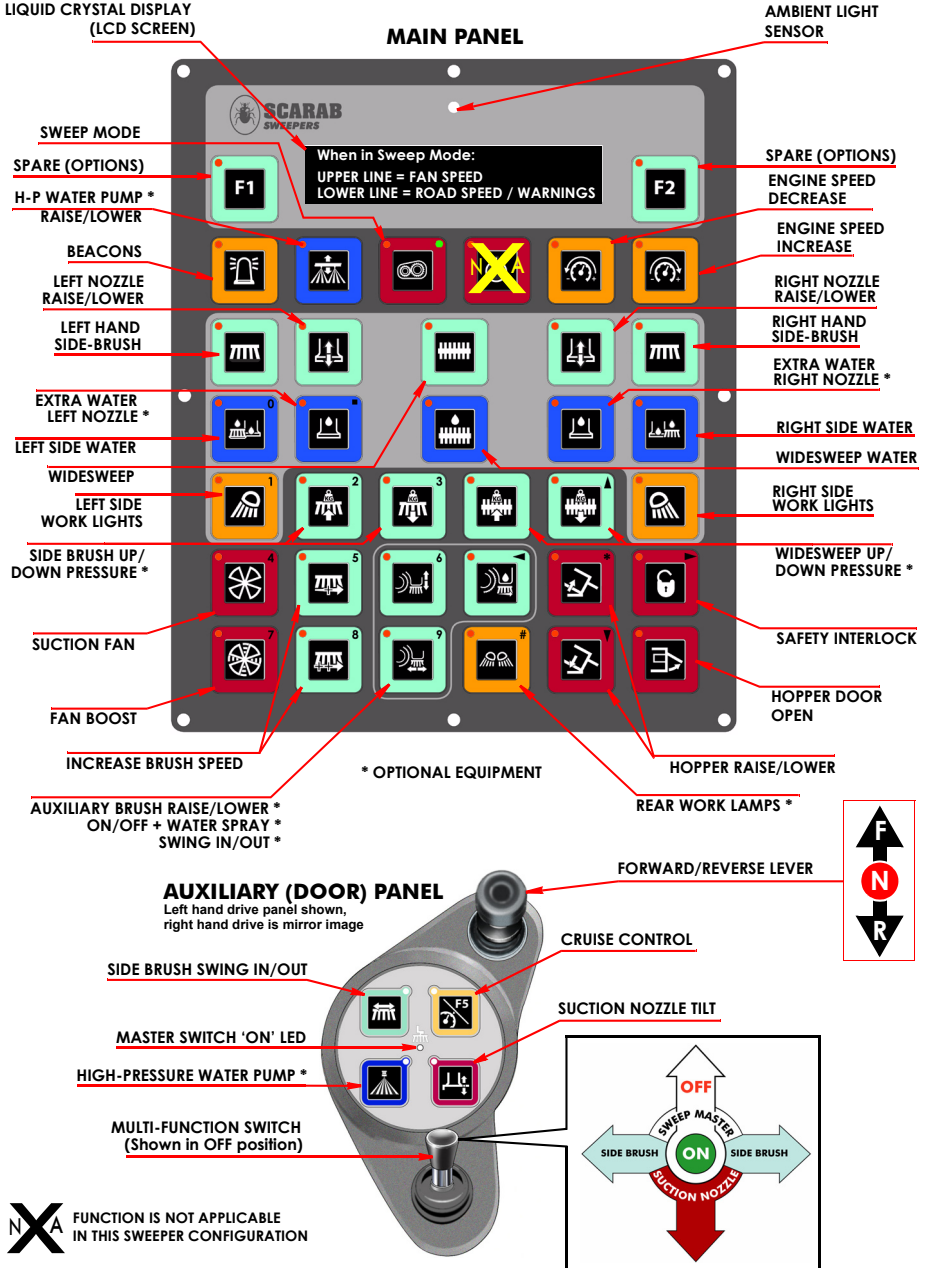 LIQUID CRYSTAL DISPLAY
(LCD SCREEN)
MAIN PANEL
AMBIENT LIGHT
SENSOR
SCARAB
SWEEPERS
SWEEP MODE
When in Sweep Mode:
UPPER LINE = FAN SPEED
LOWER LINE = ROAD SPEED / WARNINGS
SPARE (OPTIONS)
F1
F2
SPARE (OPTIONS)
H-P WATER PUMP *
RAISE/LOWER
ENGINE SPEED
DECREASE
BEACONS
N A
ENGINE SPEED
INCREASE
LEFT NOZZLE
RAISE/LOWER
RIGHT NOZZLE
RAISE/LOWER
LEFT HAND
SIDE-BRUSH
RIGHT HAND
SIDE-BRUSH
EXTRA WATER
LEFT NOZZLE *
0
EXTRA WATER
RIGHT NOZZLE *
LEFT SIDE WATER
RIGHT SIDE WATER
WIDESWEEP
WIDESWEEP WATER
LEFT SIDE
WORK LIGHTS
1
2
3
KG
KG
KG
KG
RIGHT SIDE
WORK LIGHTS
SIDE BRUSH UP/
DOWN PRESSURE *
WIDESWEEP UP/
DOWN PRESSURE *
4
5
6
*
SUCTION FAN
SAFETY INTERLOCK
7
8
9
#
FAN BOOST
HOPPER DOOR
OPEN
INCREASE BRUSH SPEED
* OPTIONAL EQUIPMENT
HOPPER RAISE/LOWER
AUXILIARY BRUSH RAISE/LOWER *
ON/OFF + WATER SPRAY *
SWING IN/OUT *
REAR WORK LAMPS *
F
N
R
FORWARD/REVERSE LEVER
AUXILIARY (DOOR) PANEL
Left hand drive panel shown,
right hand drive is mirror image
CRUISE CONTROL
SIDE BRUSH SWING IN/OUT
F5
SUCTION NOZZLE TILT
MASTER SWITCH ‘ON’ LED
HIGH-PRESSURE WATER PUMP *
MULTI-FUNCTION SWITCH
(Shown in OFF position)
OFF
SWEEP MASTER
SIDE BRUSH
ON
SIDE BRUSH
SUCTION NOZZLE
N A
FUNCTION IS NOT APPLICABLE
IN THIS SWEEPER CONFIGURATION